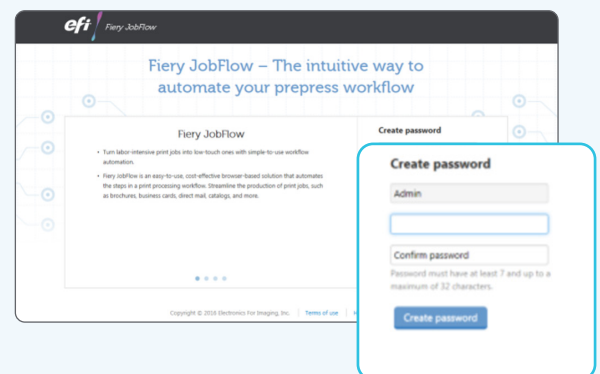 efi Fiery JobFlow
Fiery JobFlow – The intuitive way to
automate your prepress workflow
Fiery JobFlow
• Turn labor-intensive print jobs into low-touch ones with simple-to-use workflow
automation.
• Fiery JobFlow is an easy-to-use, cost-effective browser-based solution that automates
the steps in a print processing workflow. Streamline the production of print jobs, such
as brochures, business cards, direct mail, catalogs, and more.
Create password
Create password
Admin
Confirm password
Password must have at least 7 and up to a
maximum of 32 characters.
Create password
Copyright © 2016 Electronics For Imaging, Inc. | Terms of use |